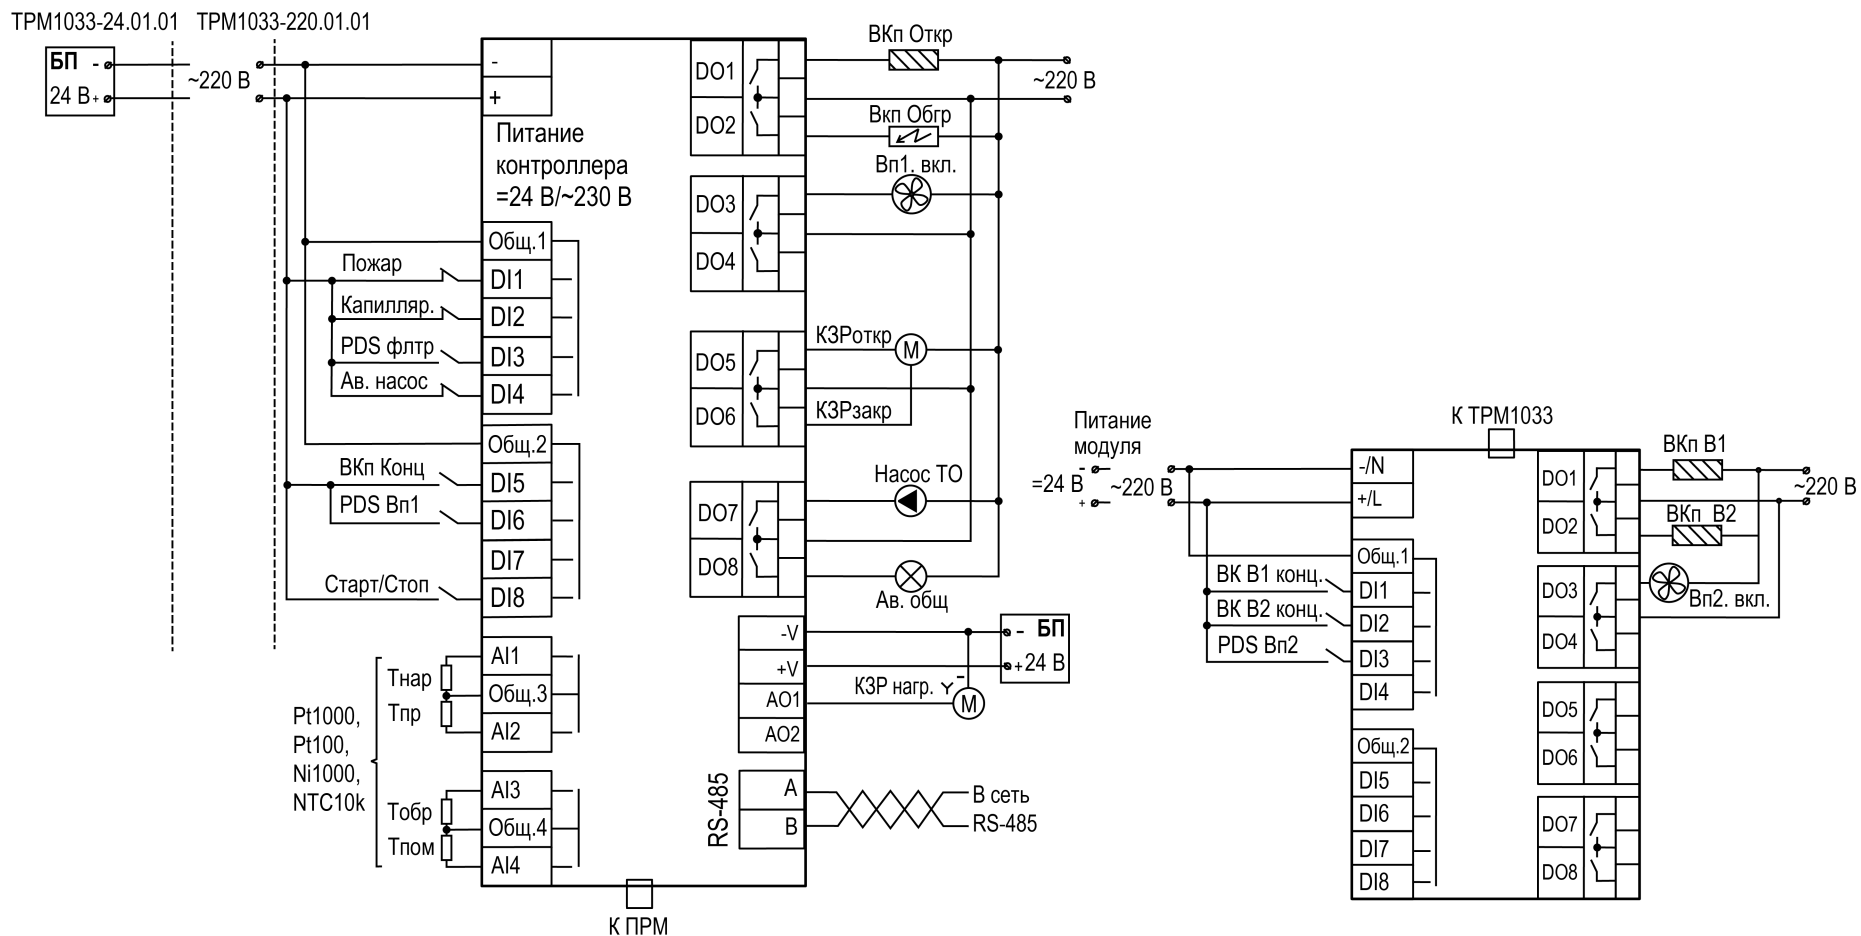 ТРМ1033-24.01.01 ТРМ1033-220.01.01
БП -
24 В +
~220 В
-
+
Питание
контроллера
=24 В/~230 В
Общ.1
Пожар DI1
Капилляр. DI2
PDS флтр DI3
Ав. насос DI4
Общ.2
ВКп Конц DI5
PDS Вп1 DI6
DI7
Старт/Стоп DI8
AI1
Тнар
Общ.3
Тпр
AI2
Pt1000,
Pt100,
Ni1000,
NTC10k
AI3
Тобр
Общ.4
Тпом
AI4
К ПРМ
DO1
DO2
DO3
DO4
DO5
DO6
DO7
DO8
ВКп Откр
~220 В
Вкп Обгр
Вп1. вкл.
КЗРоткр М
КЗРзакр
Насос ТО
Ав. общ
-V
+V
AO1
AO2
- БП
+ 24 В
КЗР нагр. Y - М
RS-485
A
B
В сеть
RS-485
Питание
модуля
-
=24 В ~220 В
+
К ТРМ1033
-/N
+/L
Общ.1
ВК В1 конц. DI1
ВК В2 конц. DI2
PDS Вп2 DI3
DI4
Общ.2
DI5
DI6
DI7
DI8
DO1
DO2
DO3
DO4
DO5
DO6
DO7
DO8
ВКп В1
~220 В
ВКп В2
Вп2. вкл.